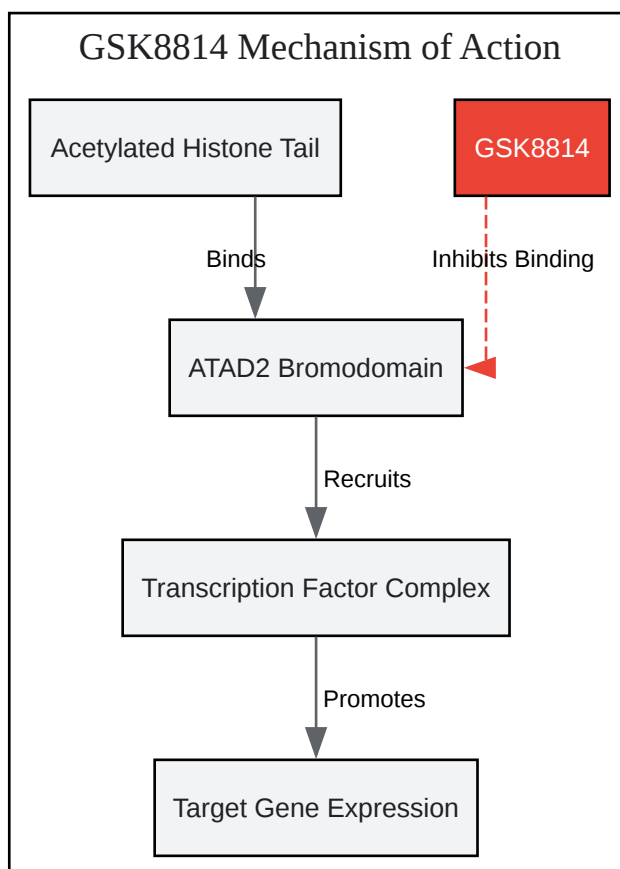 GSK8814 Mechanism of Action
Acetylated Histone Tail
GSK8814
Binds
Inhibits Binding
ATAD2 Bromodomain
Recruits
Transcription Factor Complex
Promotes
Target Gene Expression